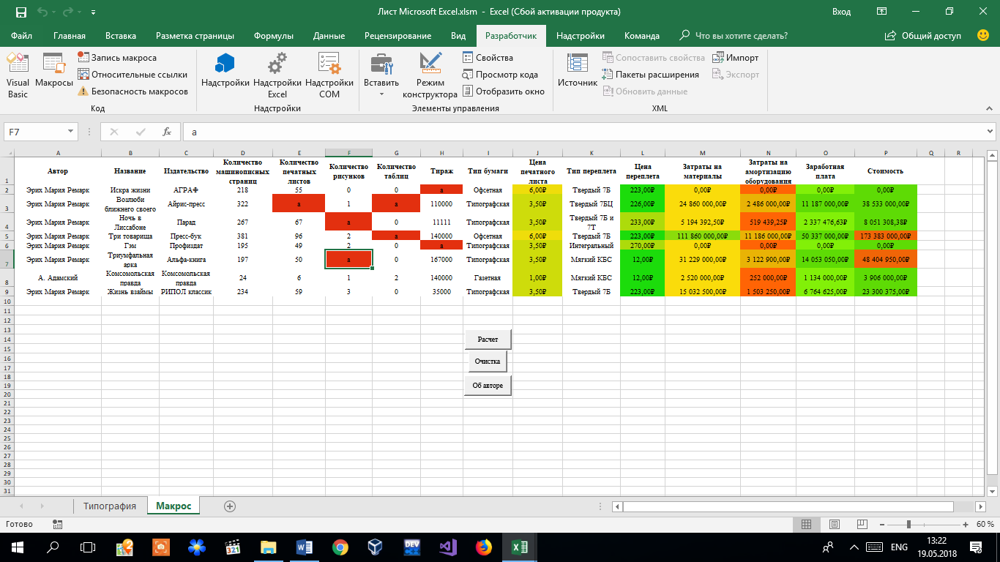 Лист Microsoft Excel.xlsm - Excel (Сбой активации продукта)
Вход
Файл Главная Вставка Разметка страницы Формулы Данные Рецензирование Вид Разработчик Надстройки Команда Что вы хотите сделать? Общий доступ
Visual Basic
Макросы
Запись макроса
Относительные ссылки
Безопасность макросов
Код
Надстройки
Надстройки Excel
Надстройки COM
Надстройки
Вставить
Режим конструктора
Свойства
Просмотр кода
Отобразить окно
Элементы управления
Источник
Сопоставить свойства
Пакеты расширения
Обновить данные
Импорт
Экспорт
XML
F7 fx а
A B C D E F G H I J K L M N O P Q R
1 Автор Название Издательство Количество машинописных страниц Количество печатных листов Количество рисунков Количество таблиц Тираж Тип бумаги Цена печатного листа Тип переплета Цена переплета Затраты на материалы Затраты на амортизацию оборудования Заработная плата Стоимость
2 Эрих Мария Ремарк Искра жизни АГРАФ 218 55 0 0 а Офсетная 6,00₽ Твердый 7Б 223,00₽ 0,00₽ 0,00₽ 0,00₽ 0,00₽
3 Эрих Мария Ремарк Возлюби ближнего своего Айрис-пресс 322 а 1 а 110000 Типографская 3,50₽ Твердый 7БЦ 226,00₽ 24 860 000,00₽ 2 486 000,00₽ 11 187 000,00₽ 38 533 000,00₽
4 Эрих Мария Ремарк Ночь в Лиссабоне Парад 267 67 а 0 11111 Типографская 3,50₽ Твердый 7Б и 7Т 233,00₽ 5 194 392,50₽ 519 439,25₽ 2 337 476,63₽ 8 051 308,38₽
5 Эрих Мария Ремарк Три товарища Пресс-бук 381 96 2 а 140000 Офсетная 6,00₽ Твердый 7Б 223,00₽ 111 860 000,00₽ 11 186 000,00₽ 50 337 000,00₽ 173 383 000,00₽
6 Эрих Мария Ремарк Гэм Профиздат 195 49 2 0 а Типографская 3,50₽ Интегральный 270,00₽ 0,00₽ 0,00₽ 0,00₽ 0,00₽
7 Эрих Мария Ремарк Триумфальная арка Альфа-книга 197 50 а 0 167000 Типографская 3,50₽ Мягкий КБС 12,00₽ 31 229 000,00₽ 3 122 900,00₽ 14 053 050,00₽ 48 404 950,00₽
8 А. Адамский Комсомольская правда Комсомольская правда 24 6 1 2 140000 Газетная 1,00₽ Мягкий КБС 12,00₽ 2 520 000,00₽ 252 000,00₽ 1 134 000,00₽ 3 906 000,00₽
9 Эрих Мария Ремарк Жизнь взаймы РИПОЛ классик 234 59 3 0 35000 Типографская 3,50₽ Твердый 7Б 223,00₽ 15 032 500,00₽ 1 503 250,00₽ 6 764 625,00₽ 23 300 375,00₽
10
11
12
13
14 Расчет
15
16 Очистка
17
18
19 Об авторе
20
21
22
23
24
25
26
27
28
29
30
31
Типография Макрос
Готово 60 %
2
321
DEV
ENG
13:22
19.05.2018